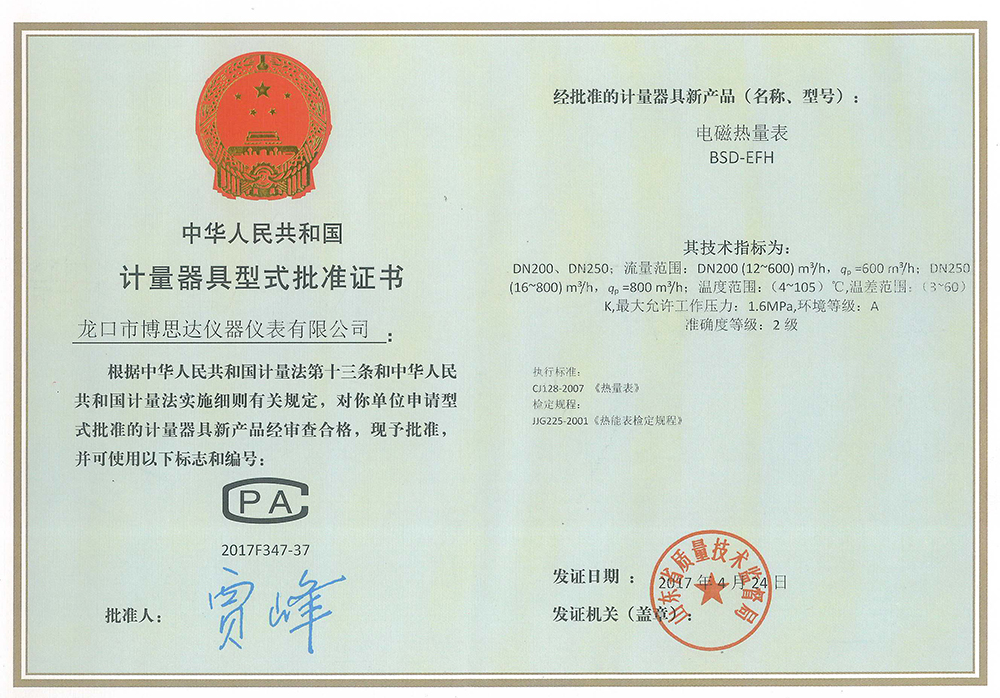 中华人民共和国
计量器具型式批准证书
龙口市博思达仪器仪表有限公司：
根据中华人民共和国计量法第十三条和中华人民
共和国计量法实施细则有关规定，对你单位申请型
式批准的计量器具新产品经审查合格，现予批准，
并可使用以下标志和编号：
CPA
2017F347-37
批准人：
贾峰
经批准的计量器具新产品（名称、型号）：
电磁热量表
BSD-EFH
其技术指标为：
DN200、DN250；流量范围：DN200 (12~600) m³/h，qp =600 m³/h；DN250
(16~800) m³/h，qp =800 m³/h；温度范围：（4~105）℃,温差范围：（3~60）
K,最大允许工作压力：1.6MPa,环境等级：A
准确度等级：2 级
执行标准：
CJ128-2007 《热量表》
检定规程：
JJG225-2001《热能表检定规程》
发证日期：2017 年 4 月 24 日
发证机关（盖章）：
山东省质量技术监督局